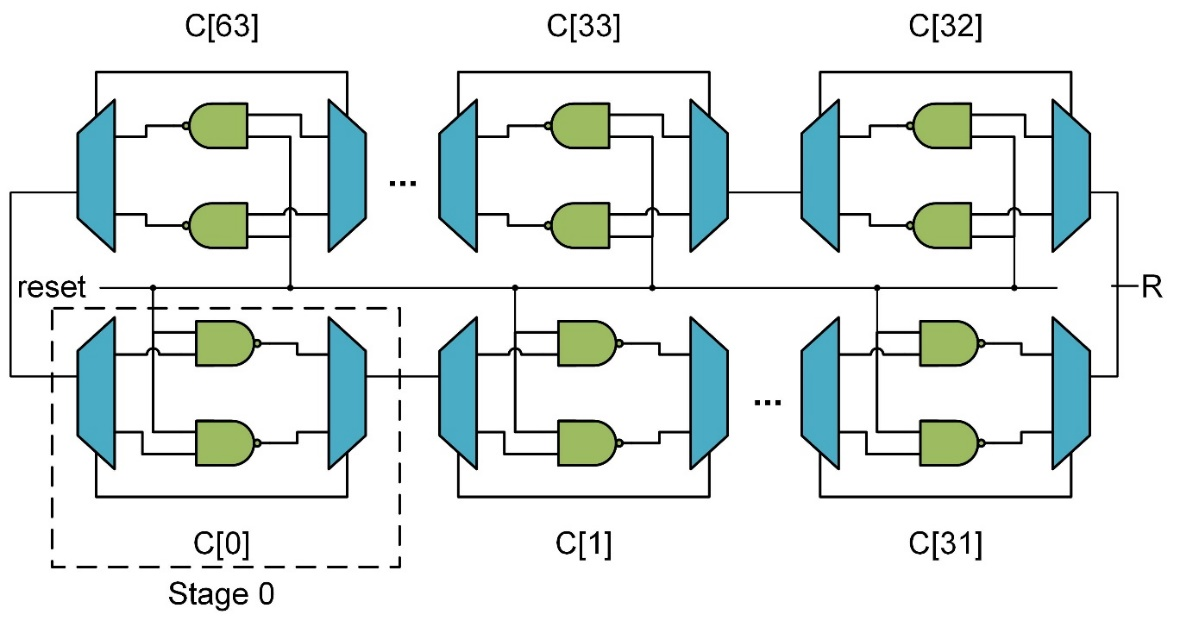 C[63] C[33] C[32]
...
reset R
...
C[0] C[1] C[31]
Stage 0